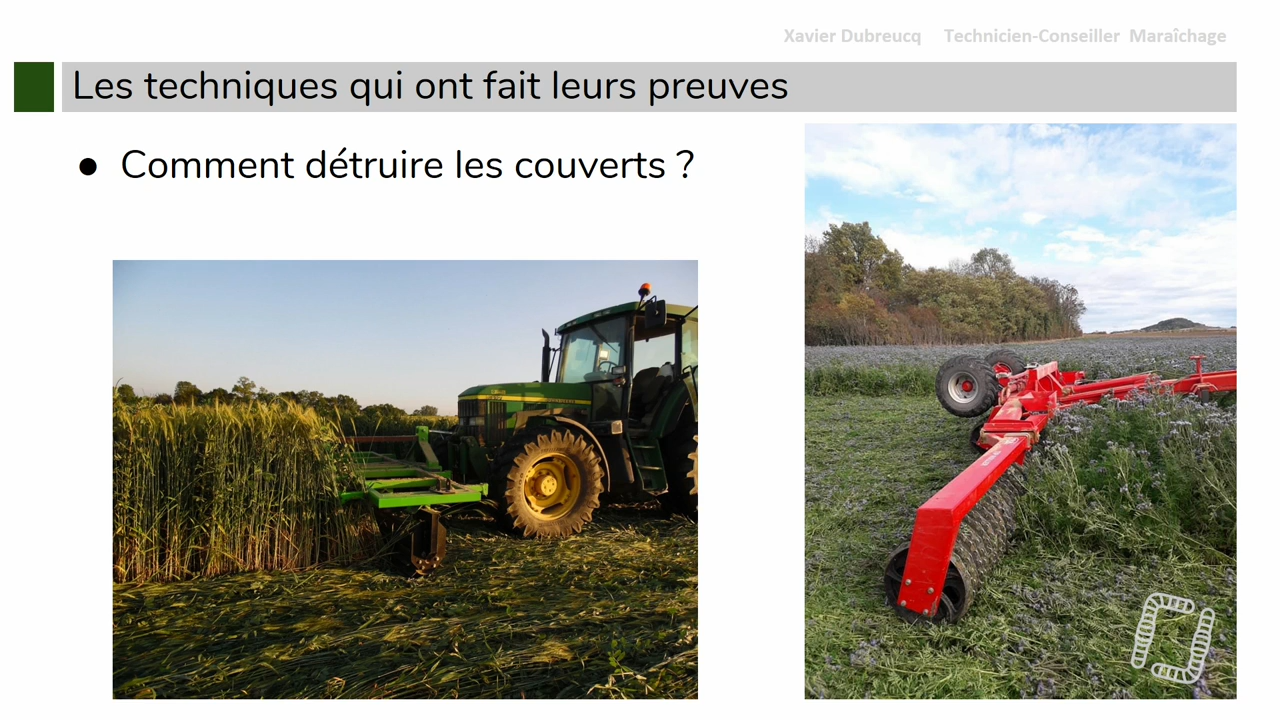 Xavier Dubreucq Technicien-Conseiller Maraîchage
Les techniques qui ont fait leurs preuves
● Comment détruire les couverts ?